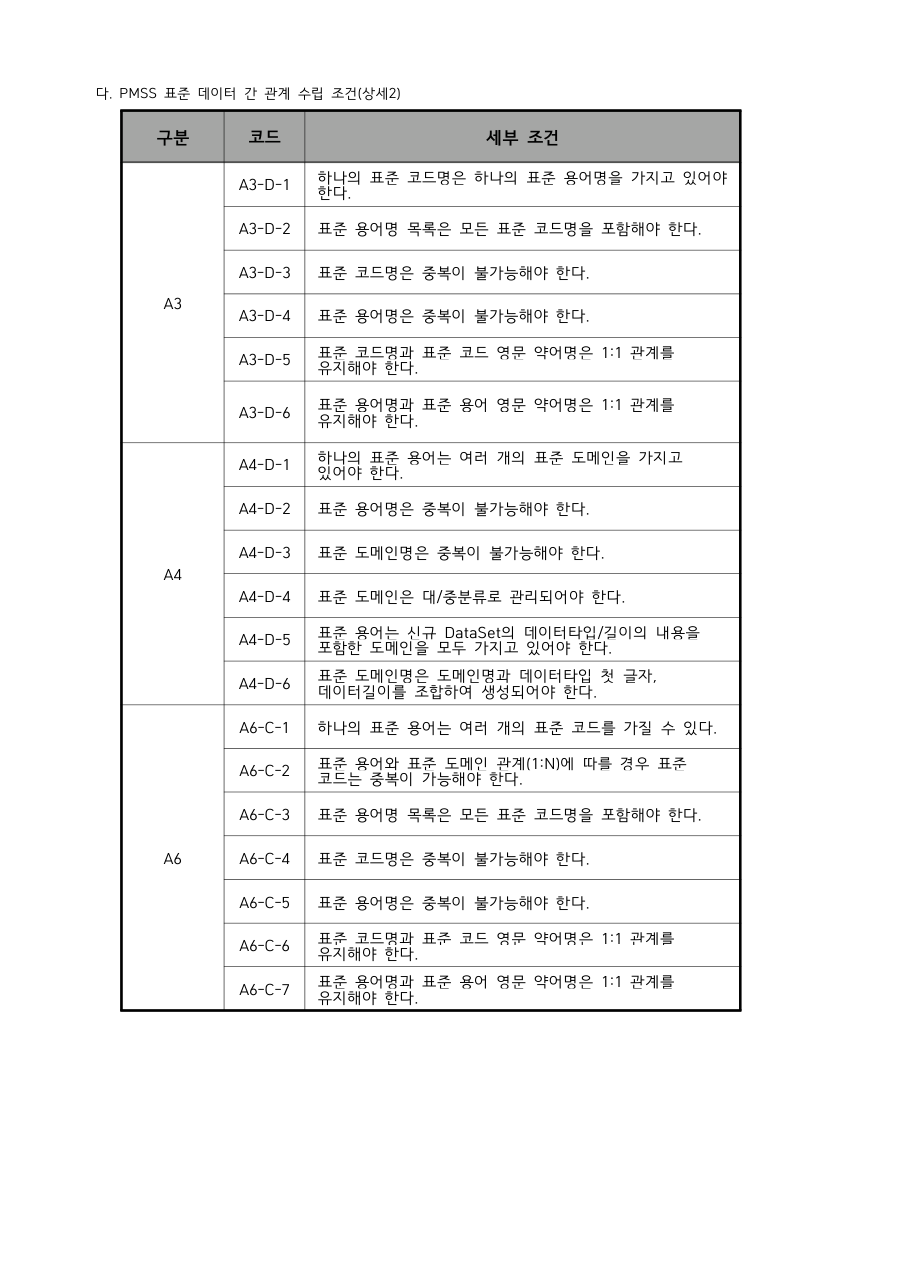 다. PMSS 표준 데이터 간 관계 수립 조건(상세2)
구분 코드 세부 조건
A3
A3-D-1 하나의 표준 코드명은 하나의 표준 용어명을 가지고 있어야
한다.
A3-D-2 표준 용어명 목록은 모든 표준 코드명을 포함해야 한다.
A3-D-3 표준 코드명은 중복이 불가능해야 한다.
A3-D-4 표준 용어명은 중복이 불가능해야 한다.
A3-D-5 표준 코드명과 표준 코드 영문 약어명은 1:1 관계를
유지해야 한다.
A3-D-6 표준 용어명과 표준 용어 영문 약어명은 1:1 관계를
유지해야 한다.
A4
A4-D-1 하나의 표준 용어는 여러 개의 표준 도메인을 가지고
있어야 한다.
A4-D-2 표준 용어명은 중복이 불가능해야 한다.
A4-D-3 표준 도메인명은 중복이 불가능해야 한다.
A4-D-4 표준 도메인은 대/중분류로 관리되어야 한다.
A4-D-5 표준 용어는 신규 DataSet의 데이터타입/길이의 내용을
포함한 도메인을 모두 가지고 있어야 한다.
A4-D-6 표준 도메인명은 도메인명과 데이터타입 첫 글자,
데이터길이를 조합하여 생성되어야 한다.
A6
A6-C-1 하나의 표준 용어는 여러 개의 표준 코드를 가질 수 있다.
A6-C-2 표준 용어와 표준 도메인 관계(1:N)에 따를 경우 표준
코드는 중복이 가능해야 한다.
A6-C-3 표준 용어명 목록은 모든 표준 코드명을 포함해야 한다.
A6-C-4 표준 코드명은 중복이 불가능해야 한다.
A6-C-5 표준 용어명은 중복이 불가능해야 한다.
A6-C-6 표준 코드명과 표준 코드 영문 약어명은 1:1 관계를
유지해야 한다.
A6-C-7 표준 용어명과 표준 용어 영문 약어명은 1:1 관계를
유지해야 한다.